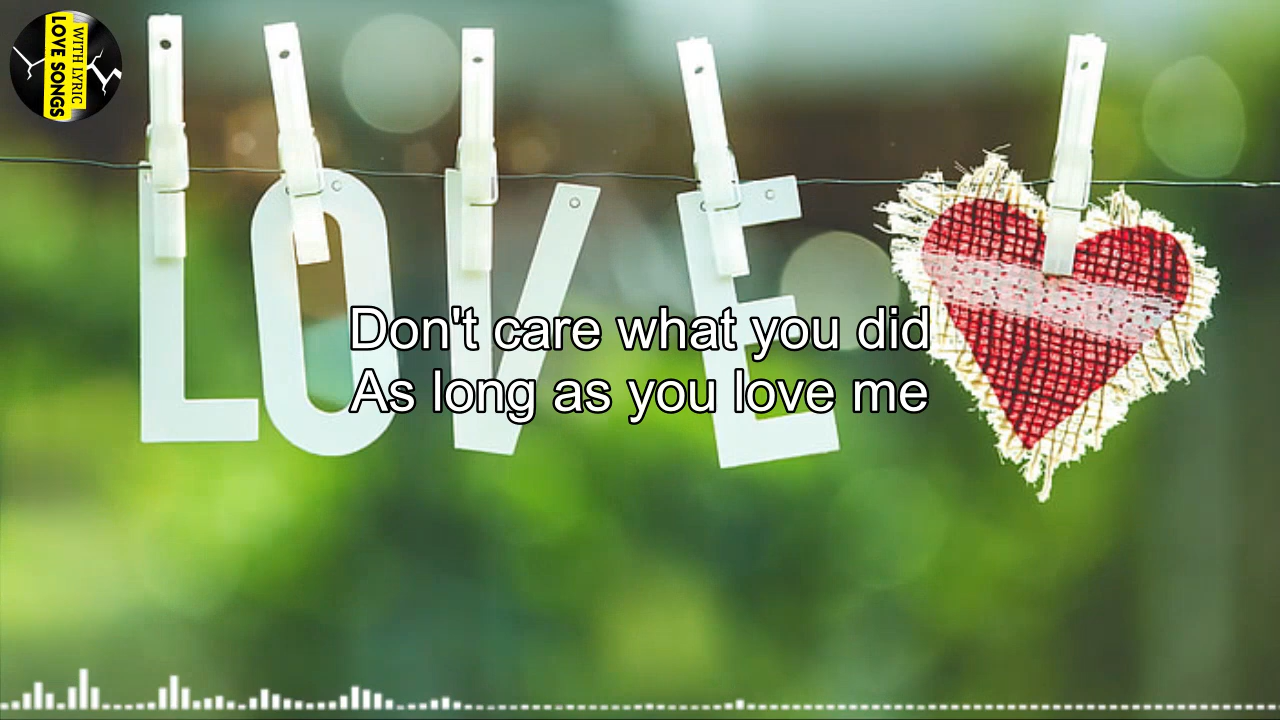 WITH LYRIC
LOVE SONGS
LOVE
Don't care what you did
As long as you love me